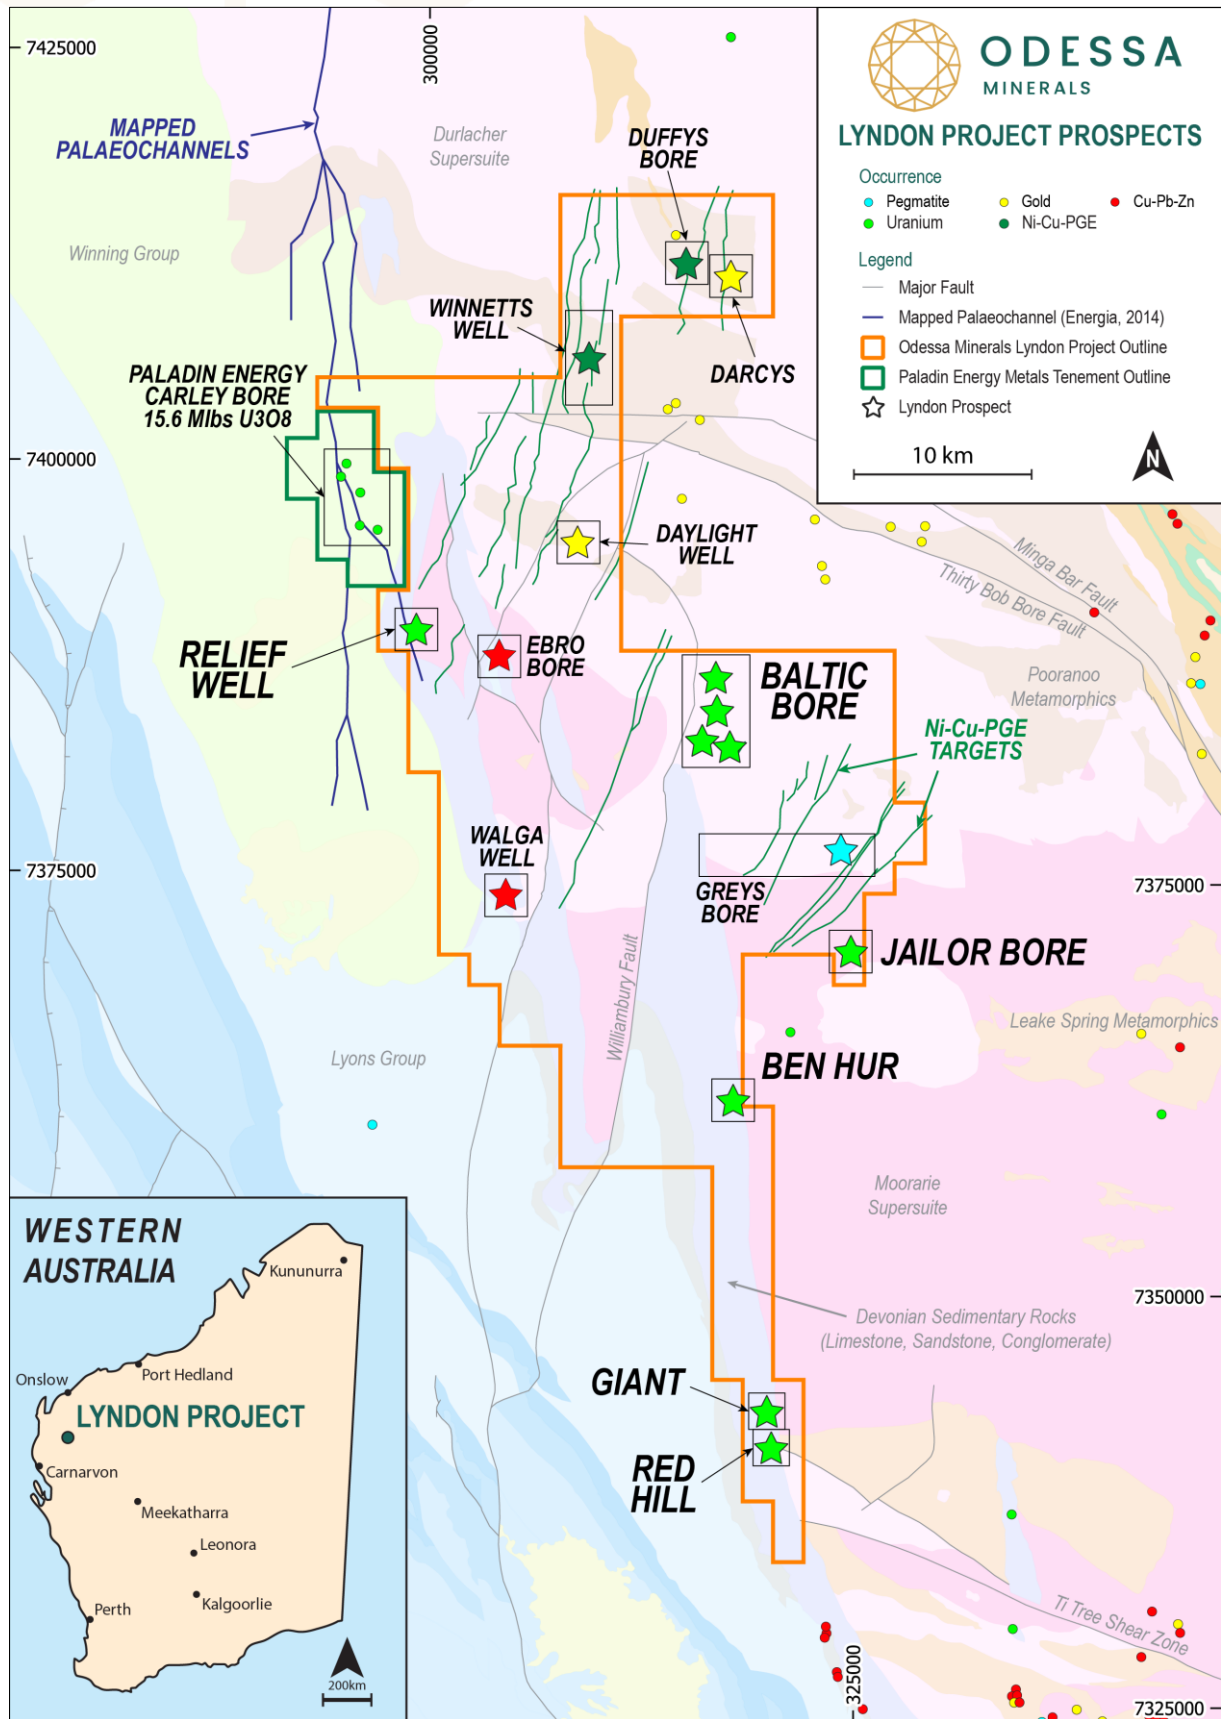 ODESSA
MINERALS
LYNDON PROJECT PROSPECTS
Occurrence
Pegmatite
Gold
Cu-Pb-Zn
Uranium
Ni-Cu-PGE
Legend
Major Fault
Mapped Palaeochannel (Energia, 2014)
Odessa Minerals Lyndon Project Outline
Paladin Energy Metals Tenement Outline
Lyndon Prospect
10 km
N
7425000
300000
MAPPED
PALAEOCHANNELS
Durlacher
Supersuite
DUFFYS
BORE
Winning Group
WINNETTS
WELL
DARCYS
PALADIN ENERGY
CARLEY BORE
15.6 Mlbs U3O8
7400000
DAYLIGHT
WELL
Minga Bar Fault
Thirty Bob Bore Fault
RELIEF
WELL
EBRO
BORE
BALTIC
BORE
Pooranoo
Metamorphics
Ni-Cu-PGE
TARGETS
WALGA
WELL
7375000
GREYS
BORE
7375000
JAILOR BORE
Williambury Fault
Leake Spring Metamorphics
Lyons Group
BEN HUR
Moorarie
Supersuite
7350000
Devonian Sedimentary Rocks
(Limestone, Sandstone, Conglomerate)
GIANT
RED
HILL
Ti Tree Shear Zone
325000
7325000
WESTERN
AUSTRALIA
Kununurra
Port Hedland
Onslow
LYNDON PROJECT
Carnarvon
Meekatharra
Leonora
Kalgoorlie
Perth
200km